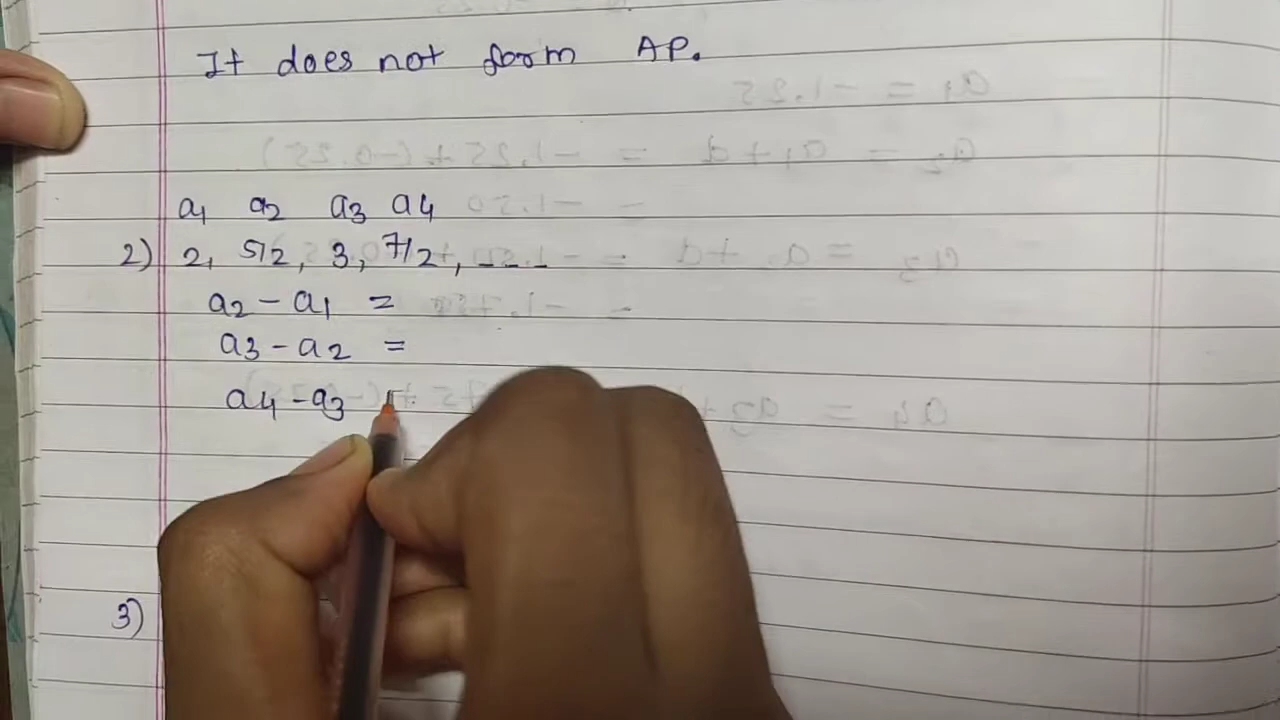 It does not form AP.
a1 a2 a3 a4
2) 2, 5/2, 3, 7/2, ----
a2 - a1 =
a3 - a2 =
a4 - a3
3)